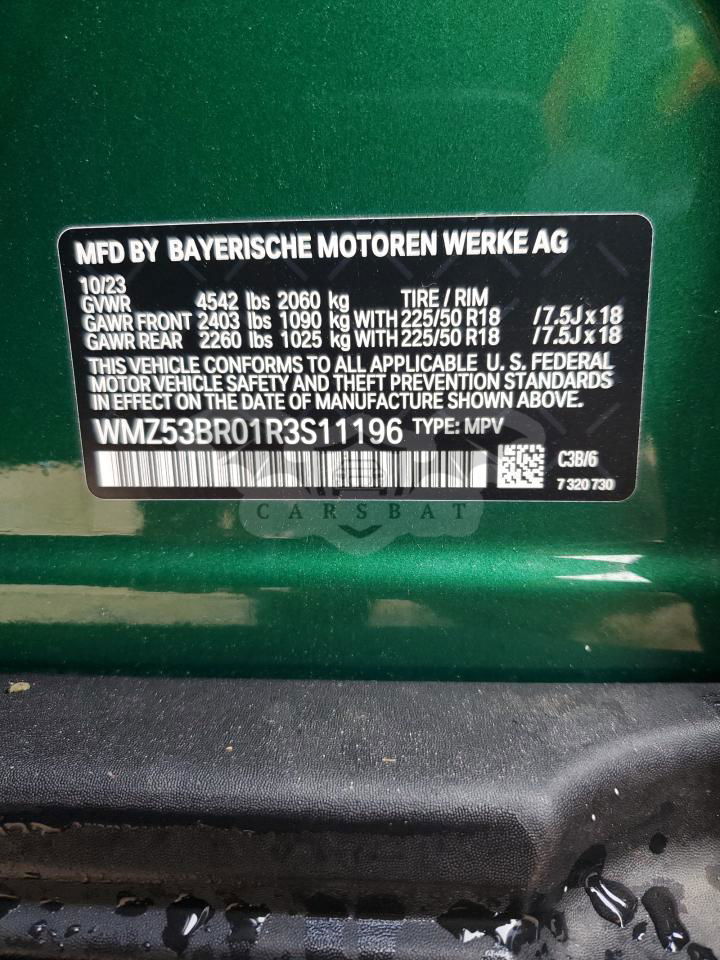 MFD BY BAYERISCHE MOTOREN WERKE AG
10/23
GVWR 4542 lbs 2060 kg TIRE / RIM
GAWR FRONT 2403 lbs 1090 kg WITH 225/50 R18 /7.5J x 18
GAWR REAR 2260 lbs 1025 kg WITH 225/50 R18 /7.5J x 18
THIS VEHICLE CONFORMS TO ALL APPLICABLE U. S. FEDERAL
MOTOR VEHICLE SAFETY AND THEFT PREVENTION STANDARDS
IN EFFECT ON THE DATE OF MANUFACTURE SHOWN ABOVE.
WMZ53BR01R3S11196 TYPE: MPV
C3B/6
7 320 730
CARSBAT